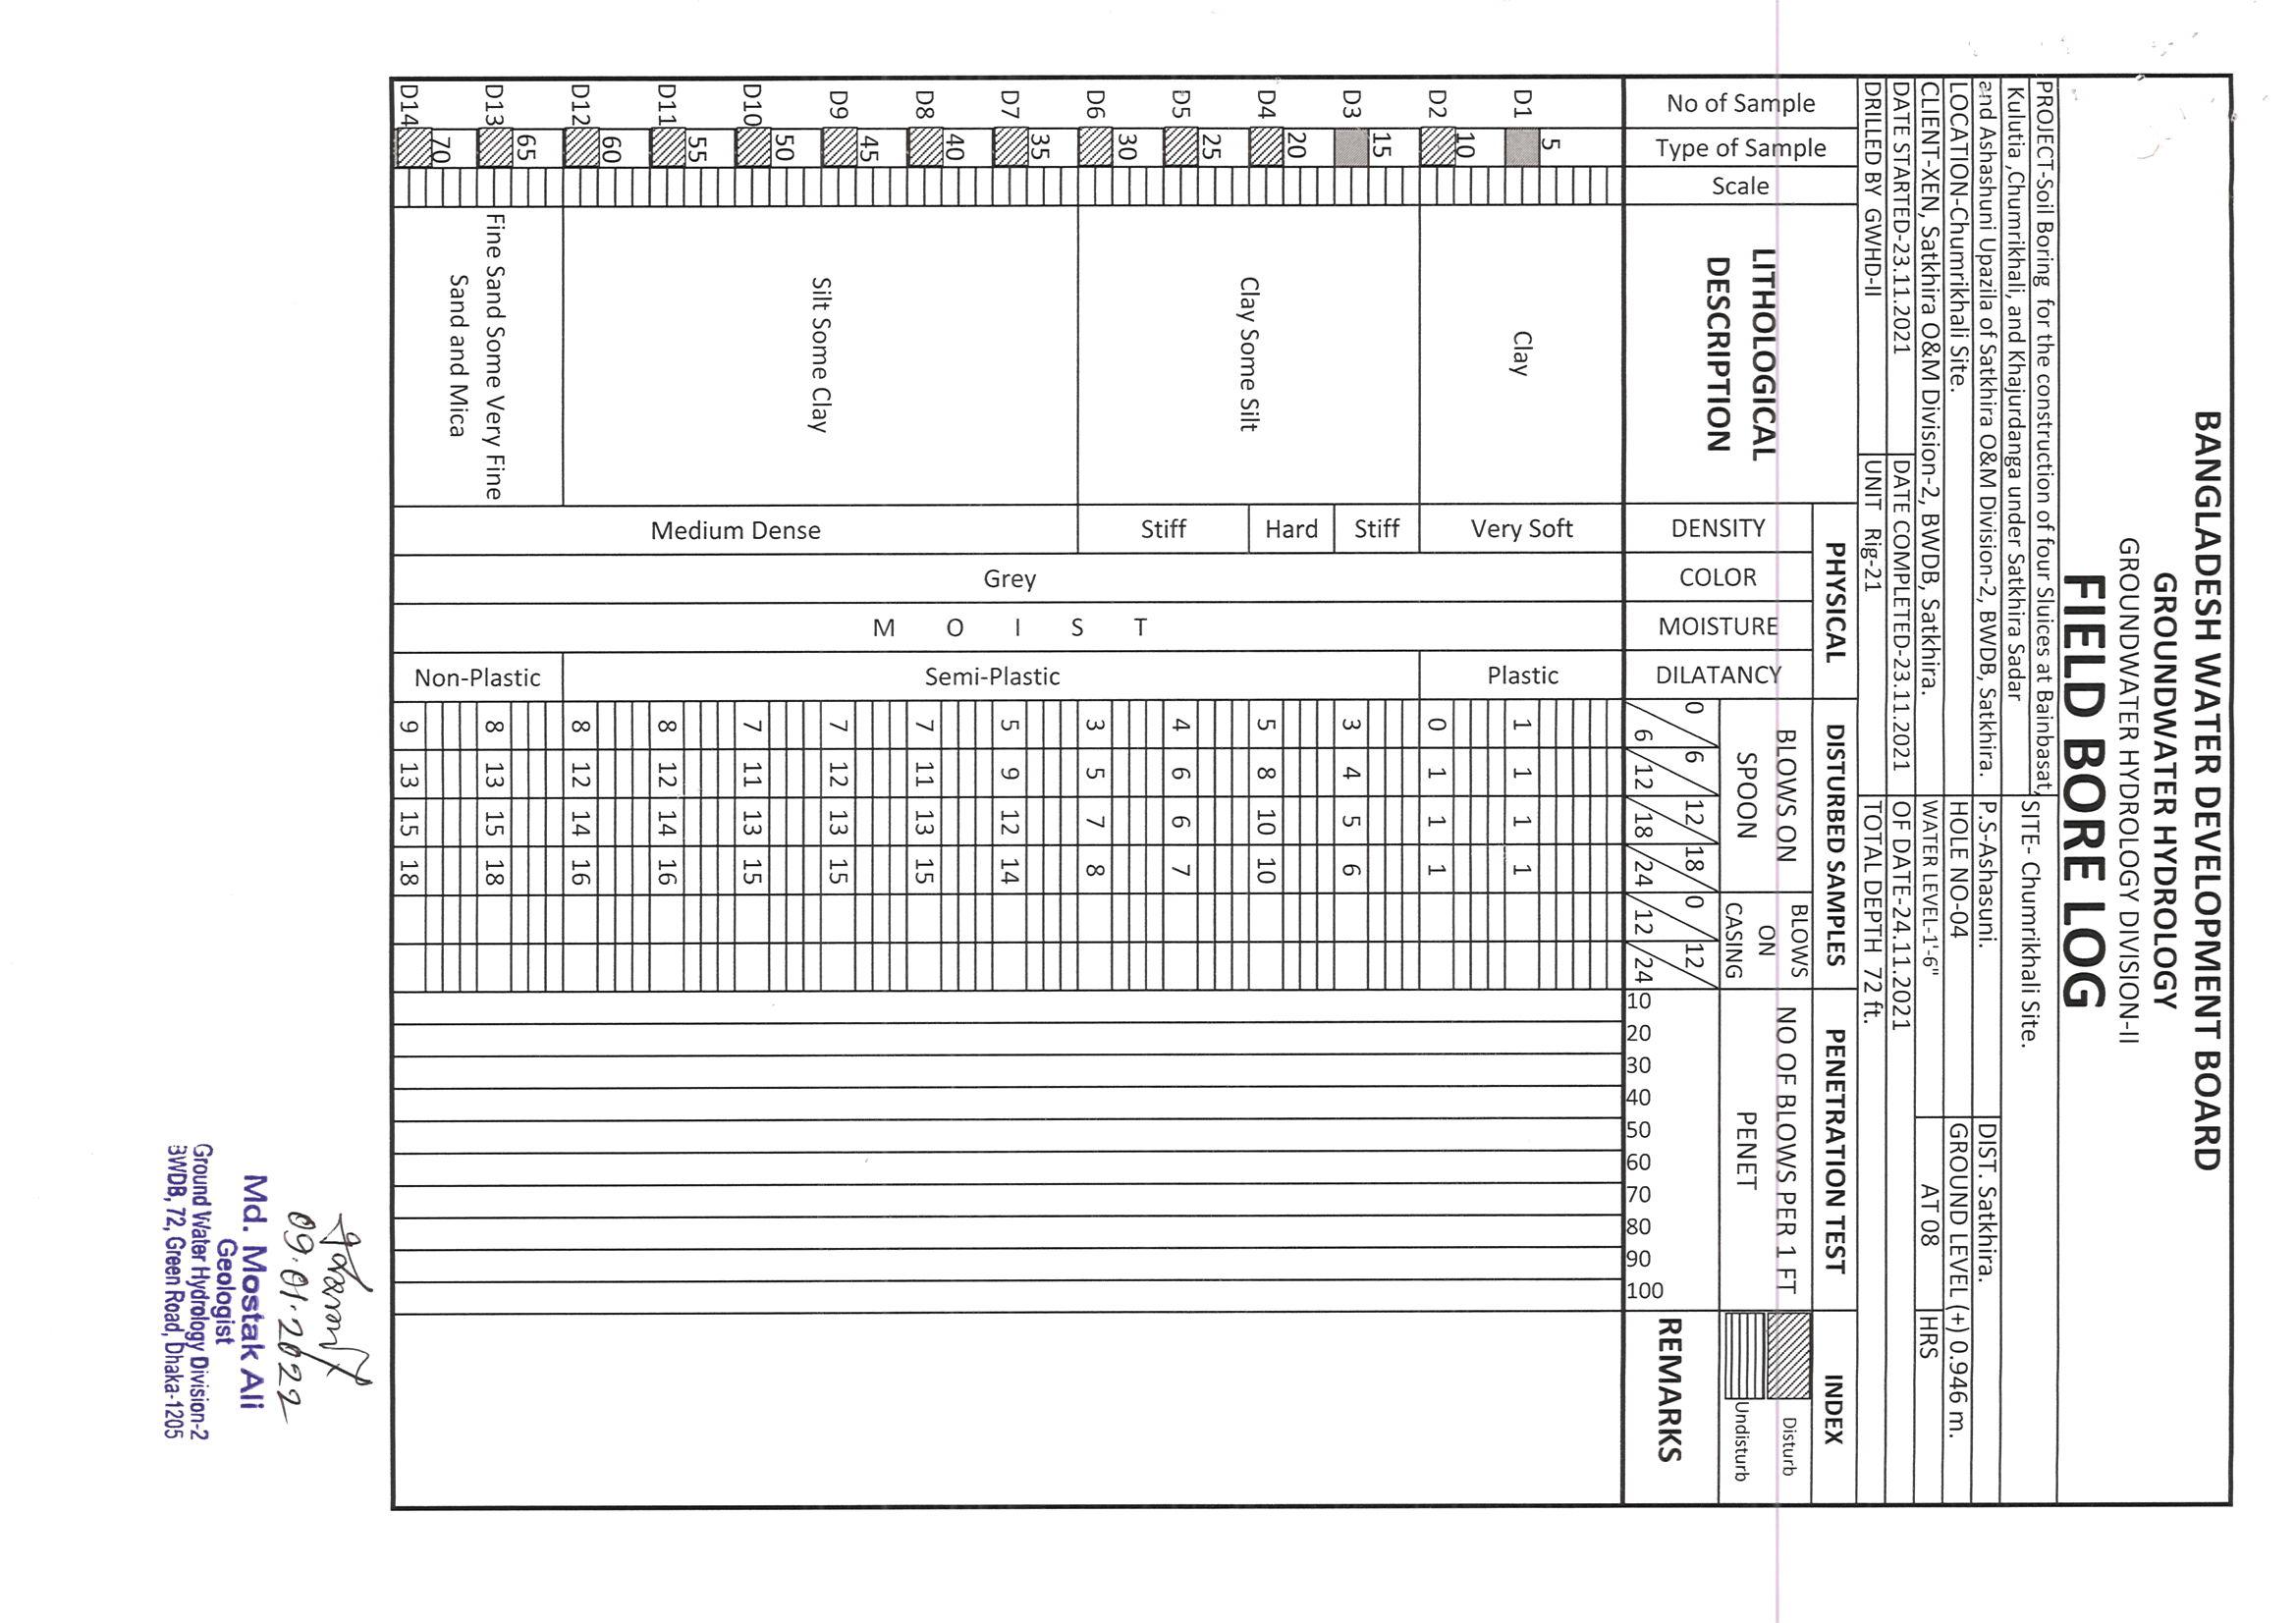 BANGLADESH WATER DEVELOPMENT BOARD
GROUNDWATER HYDROLOGY
GROUNDWATER HYDROLOGY DIVISION-II
FIELD BORE LOG
PROJECT-Soil Boring for the construction of four Sluices at Bainbasat,
Kulutia ,Chumrikhali, and Khajurdanga under Satkhira Sadar
and Ashashuni Upazila of Satkhira O&M Division-2, BWDB, Satkhira.
SITE- Chumrikhali Site.
P.S-Ashasuni. DIST. Satkhira.
LOCATION-Chumrikhali Site. HOLE NO-04 GROUND LEVEL (+) 0.946 m.
CLIENT-XEN, Satkhira O&M Division-2, BWDB, Satkhira. WATER LEVEL-1'-6" AT 08 HRS
DATE STARTED-23.11.2021 DATE COMPLETED-23.11.2021 OF DATE-24.11.2021
DRILLED BY GWHD-II UNIT Rig-21 TOTAL DEPTH 72 ft.
No of Sample
Type of Sample
Scale
LITHOLOGICAL
DESCRIPTION
PHYSICAL
DENSITY
COLOR
MOISTURE
DILATANCY
DISTURBED SAMPLES
BLOWS ON
SPOON
BLOWS
ON
CASING
0 6 12 18 0 12
6 12 18 24 12 24
PENETRATION TEST
NO OF BLOWS PER 1 FT
PENET
10 20 30 40 50 60 70 80 90 100
INDEX
Disturb
Undisturb
REMARKS
5
D1 Clay Very Soft Plastic 1 1 1 1
10
D2 0 1 1 1
15
D3 Stiff 3 4 5 6
20
D4 Hard 5 8 10 10
Clay Some Silt
25
D5 Stiff 4 6 6 7
30
D6 3 5 7 8
35
D7 Grey MOIST Semi-Plastic 5 9 12 14
40
D8 7 11 13 15
45
D9 7 12 13 15
Silt Some Clay
50
D10 Medium Dense 7 11 13 15
55
D11 8 12 14 16
60
D12 8 12 14 16
65
D13 Fine Sand Some Very Fine Non-Plastic 8 13 15 18
Sand and Mica
70
D14 9 13 15 18
09.01.2022
Md. Mostak Ali
Geologist
Ground Water Hydrology Division-2
BWDB, 72, Green Road, Dhaka-1205